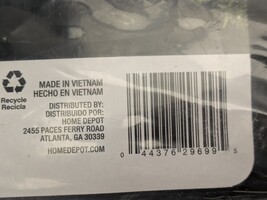 Recycle
Recicla
MADE IN VIETNAM
HECHO EN VIETNAM
DISTRIBUTED BY:
DISTRIBUIDO POR:
HOME DEPOT
2455 PACES FERRY ROAD
ATLANTA, GA 30339
HOMEDEPOT.COM
0 44376 29699 5